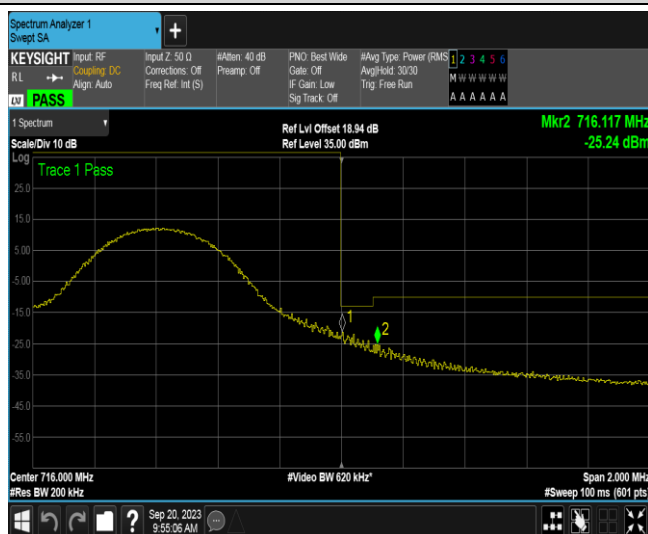 Spectrum Analyzer 1
Swept SA
+
KEYSIGHT
RL
LXI PASS
Input: RF
Coupling: DC
Align: Auto
Input Z: 50 Ω
Corrections: Off
Freq Ref: Int (S)
#Atten: 40 dB
Preamp: Off
PNO: Best Wide
Gate: Off
IF Gain: Low
Sig Track: Off
#Avg Type: Power (RMS
Avg|Hold: 30/30
Trig: Free Run
1 2 3 4 5 6
M W W W W W
A A A A A A
1 Spectrum
Scale/Div 10 dB
Ref Lvl Offset 18.94 dB
Ref Level 35.00 dBm
Mkr2 716.117 MHz
-25.24 dBm
Log
Trace 1 Pass
25.0
15.0
5.00
-5.00
-15.0
-25.0
-35.0
-45.0
-55.0
1
2
Center 716.000 MHz
#Res BW 200 kHz
#Video BW 620 kHz*
Span 2.000 MHz
#Sweep 100 ms (601 pts)
?
Sep 20, 2023
9:55:06 AM